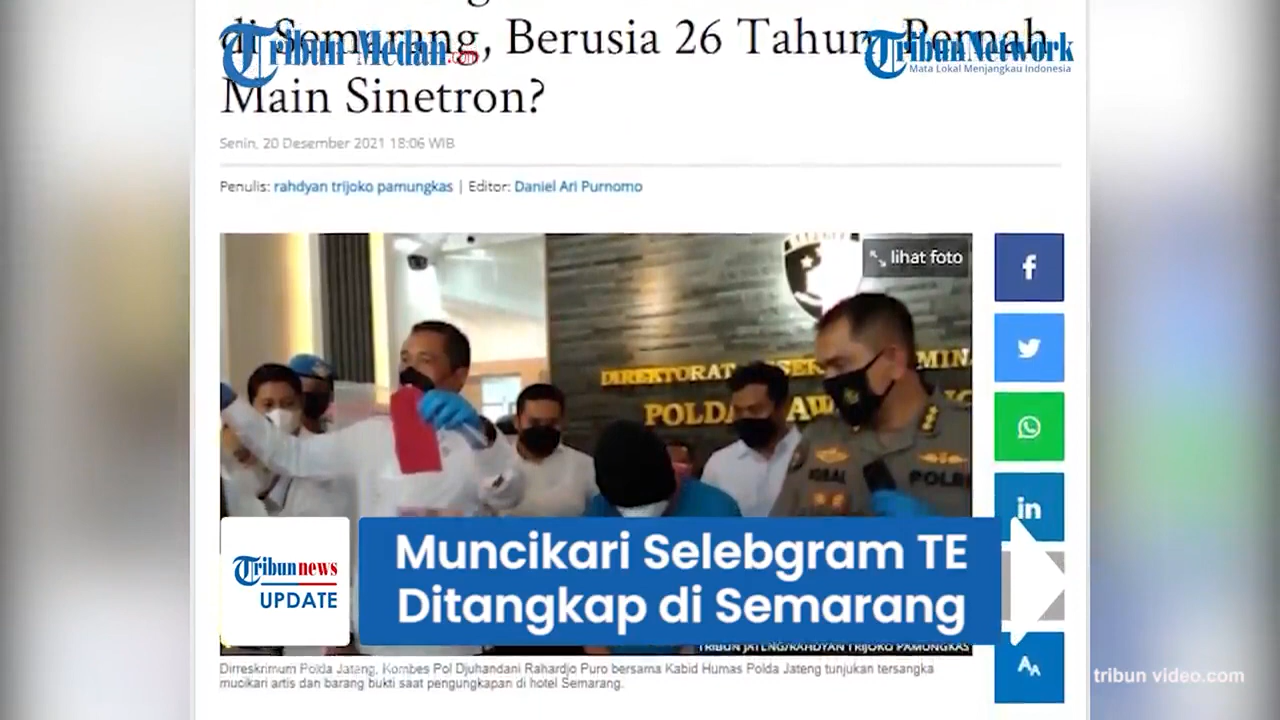 di Semarang, Berusia 26 Tahun, Pernah
Main Sinetron?
Tribun Medan.com
Tribun Network
Mata Lokal Menjangkau Indonesia
Senin, 20 Desember 2021 18:06 WIB
Penulis: rahdyan trijoko pamungkas | Editor: Daniel Ari Purnomo
lihat foto
DIREKTORAT
POLDA
POLRI
Tribunnews
UPDATE
Muncikari Selebgram TE
Ditangkap di Semarang
TRIBUN JATENG/RAHDYAN TRIJOKO PAMUNGKAS
Dirreskrimum Polda Jateng, Kombes Pol Djuhandani Rahardjo Puro bersama Kabid Humas Polda Jateng tunjukan tersangka
mucikari artis dan barang bukti saat pengungkapan di hotel Semarang.
tribun video.com